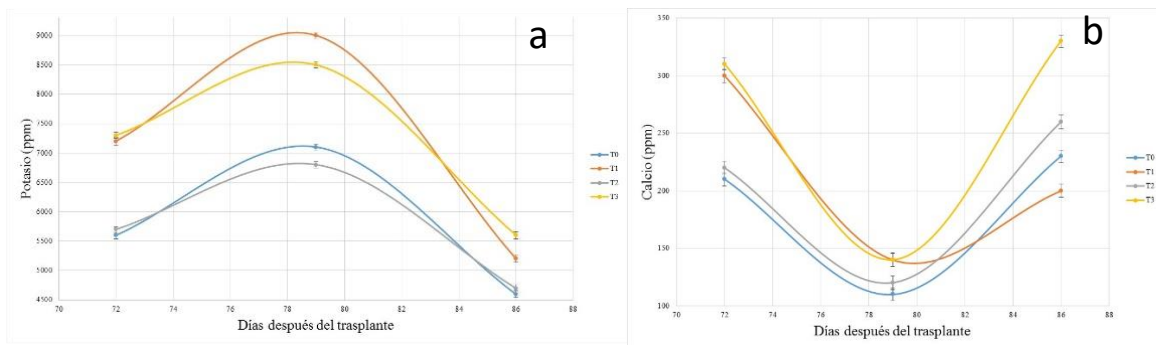 a
9000
8500
8000
7500
7000
6500
6000
5500
5000
4500
Potasio (ppm)
70 72 74 76 78 80 82 84 86 88
Días después del trasplante
T0
T1
T2
T3
b
350
300
250
200
150
100
Calcio (ppm)
70 72 74 76 78 80 82 84 86 88
Días después del trasplante
T0
T1
T2
T3